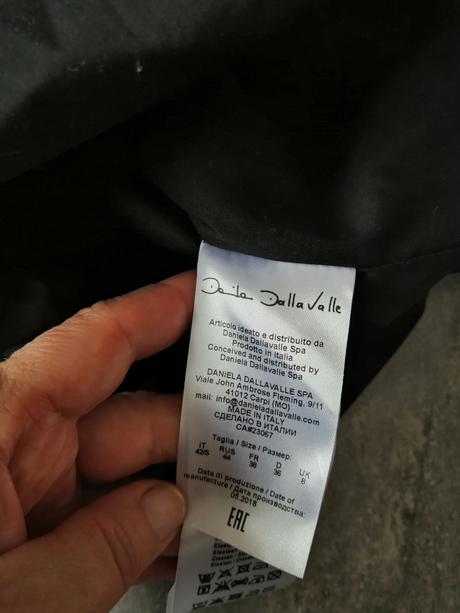 Daniela DallaValle
Articolo ideato e distribuito da
Daniela Dallavalle Spa
Prodotto in Italia
Conceived and distributed by
Daniela Dallavalle Spa
DANIELA DALLAVALLE SPA
Viale John Ambrose Fleming, 9/11
41012 Carpi (MO)
mail: info@danieladallavalle.com
MADE IN ITALY
СДЕЛАНО В ИТАЛИИ
CA#23067
Taglia / Size / Размер:
IT RUS FR D UK
42/S 44 38 36 8
Data di produzione / Date of
manufacture / Дата производства:
05.2018
EAC
Elastan